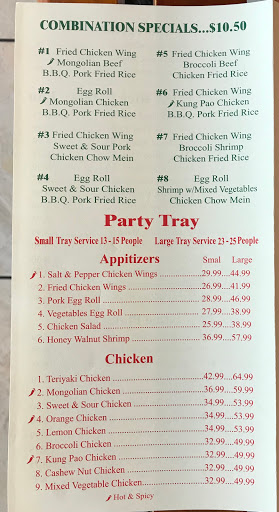 COMBINATION SPECIALS...$10.50
#1 Fried Chicken Wing
Mongolian Beef
B.B.Q. Pork Fried Rice
#5 Fried Chicken Wing
Broccoli Beef
Chicken Fried Rice
#2 Egg Roll
Mongolian Chicken
B.B.Q. Pork Fried Rice
#6 Fried Chicken Wing
Kung Pao Chicken
B.B.Q. Pork Fried Rice
#3 Fried Chicken Wing
Sweet & Sour Pork
Chicken Chow Mein
#7 Fried Chicken Wing
Broccoli Shrimp
Chicken Fried Rice
#4 Egg Roll
Sweet & Sour Chicken
B.B.Q. Pork Fried Rice
#8 Egg Roll
Shrimp w/Mixed Vegetables
Chicken Chow Mein
Party Tray
Small Tray Service 13 - 15 People Large Tray Service 23 - 25 People
Appitizers Smal Large
1. Salt & Pepper Chicken Wings ...........29.99....44.99
2. Fried Chicken Wings ...........26.99....41.99
3. Pork Egg Roll ...........28.99....46.99
4. Vegetables Egg Roll ...........27.99....38.99
5. Chicken Salad ...........25.99....38.99
6. Honey Walnut Shrimp ...........36.99....57.99
Chicken
1. Teriyaki Chicken ...........42.99....64.99
2. Mongolian Chicken ...........36.99....59.99
3. Sweet & Sour Chicken ...........34.99....53.99
4. Orange Chicken ...........34.99....53.99
5. Lemon Chicken ...........34.99....53.99
6. Broccoli Chicken ...........32.99....49.99
7. Kung Pao Chicken ...........32.99....49.99
8. Cashew Nut Chicken ...........32.99....49.99
9. Mixed Vegetable Chicken ...........32.99....49.99
Hot & Spicy